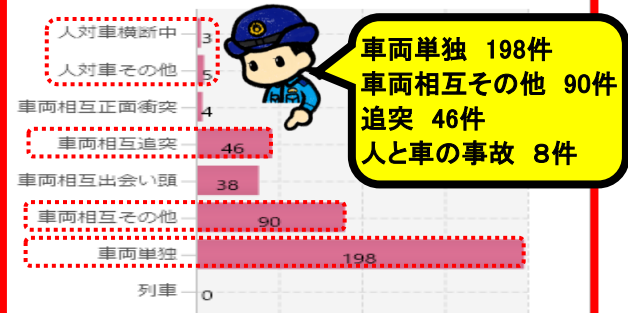 人対車横断中 3
人対車その他 5
車両相互正面衝突 4
車両相互追突 46
車両相互出会い頭 38
車両相互その他 90
車両単独 198
列車 0
車両単独 198件
車両相互その他 90件
追突 46件
人と車の事故 8件